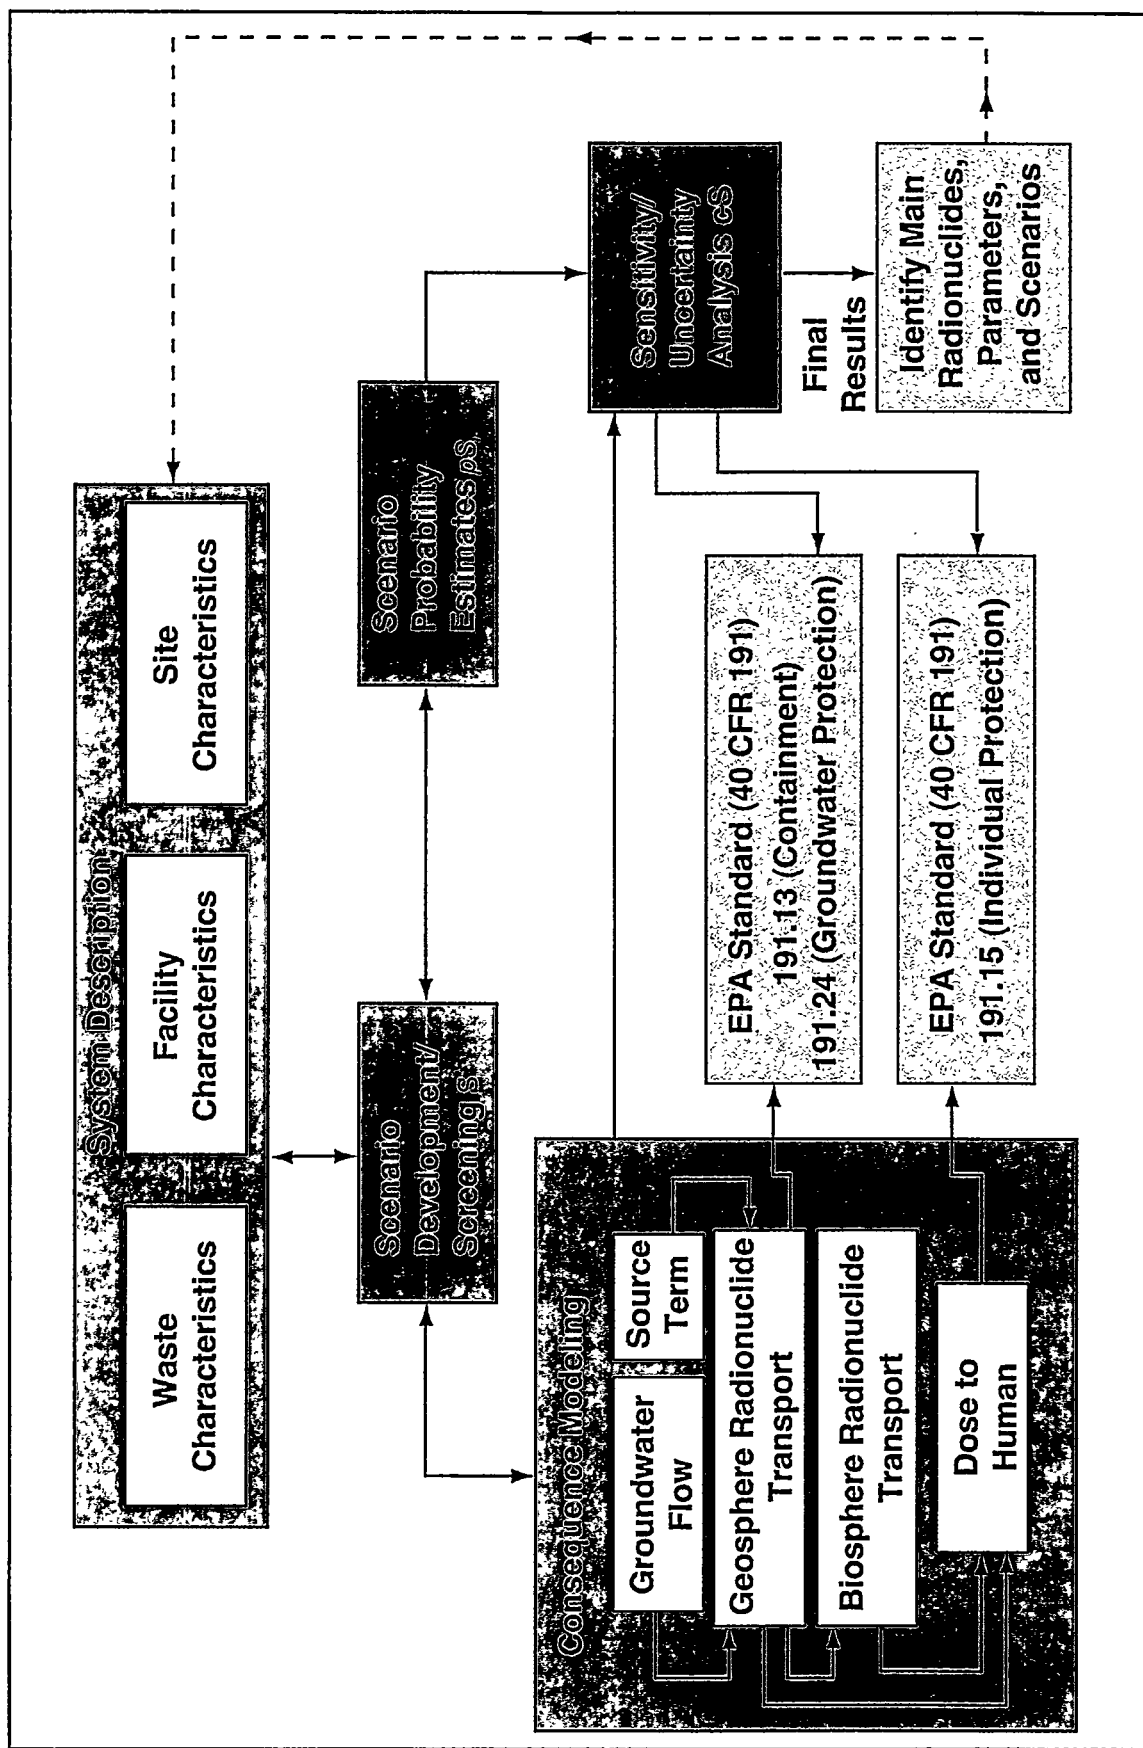 System Description
Waste
Characteristics
Facility
Characteristics
Site
Characteristics
Scenario
Development/
Screening S
Scenario
Probability
Estimates pS
Consequence Modeling
Groundwater
Flow
Source
Term
Geosphere Radionuclide
Transport
Biosphere Radionuclide
Transport
Dose to
Human
Sensitivity/
Uncertainty
Analysis cS
Final
Results
EPA Standard (40 CFR 191)
191.13 (Containment)
191.24 (Groundwater Protection)
EPA Standard (40 CFR 191)
191.15 (Individual Protection)
Identify Main
Radionuclides,
Parameters,
and Scenarios